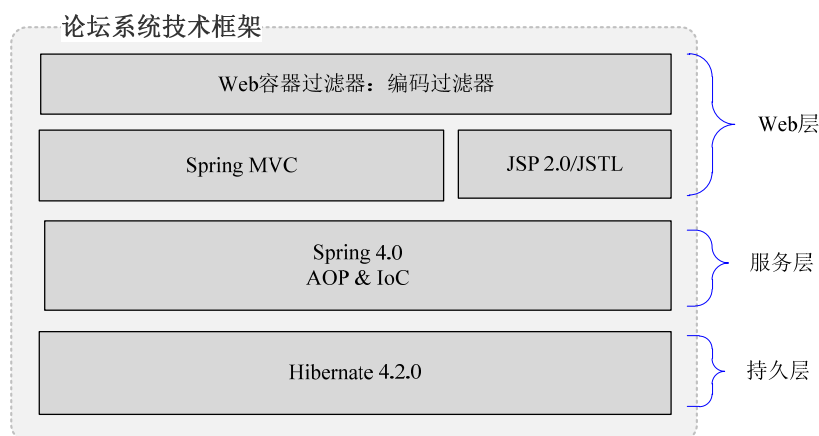 论坛系统技术框架
Web容器过滤器：编码过滤器
Web层
Spring MVC
JSP 2.0/JSTL
Spring 4.0
AOP & IoC
服务层
Hibernate 4.2.0
持久层